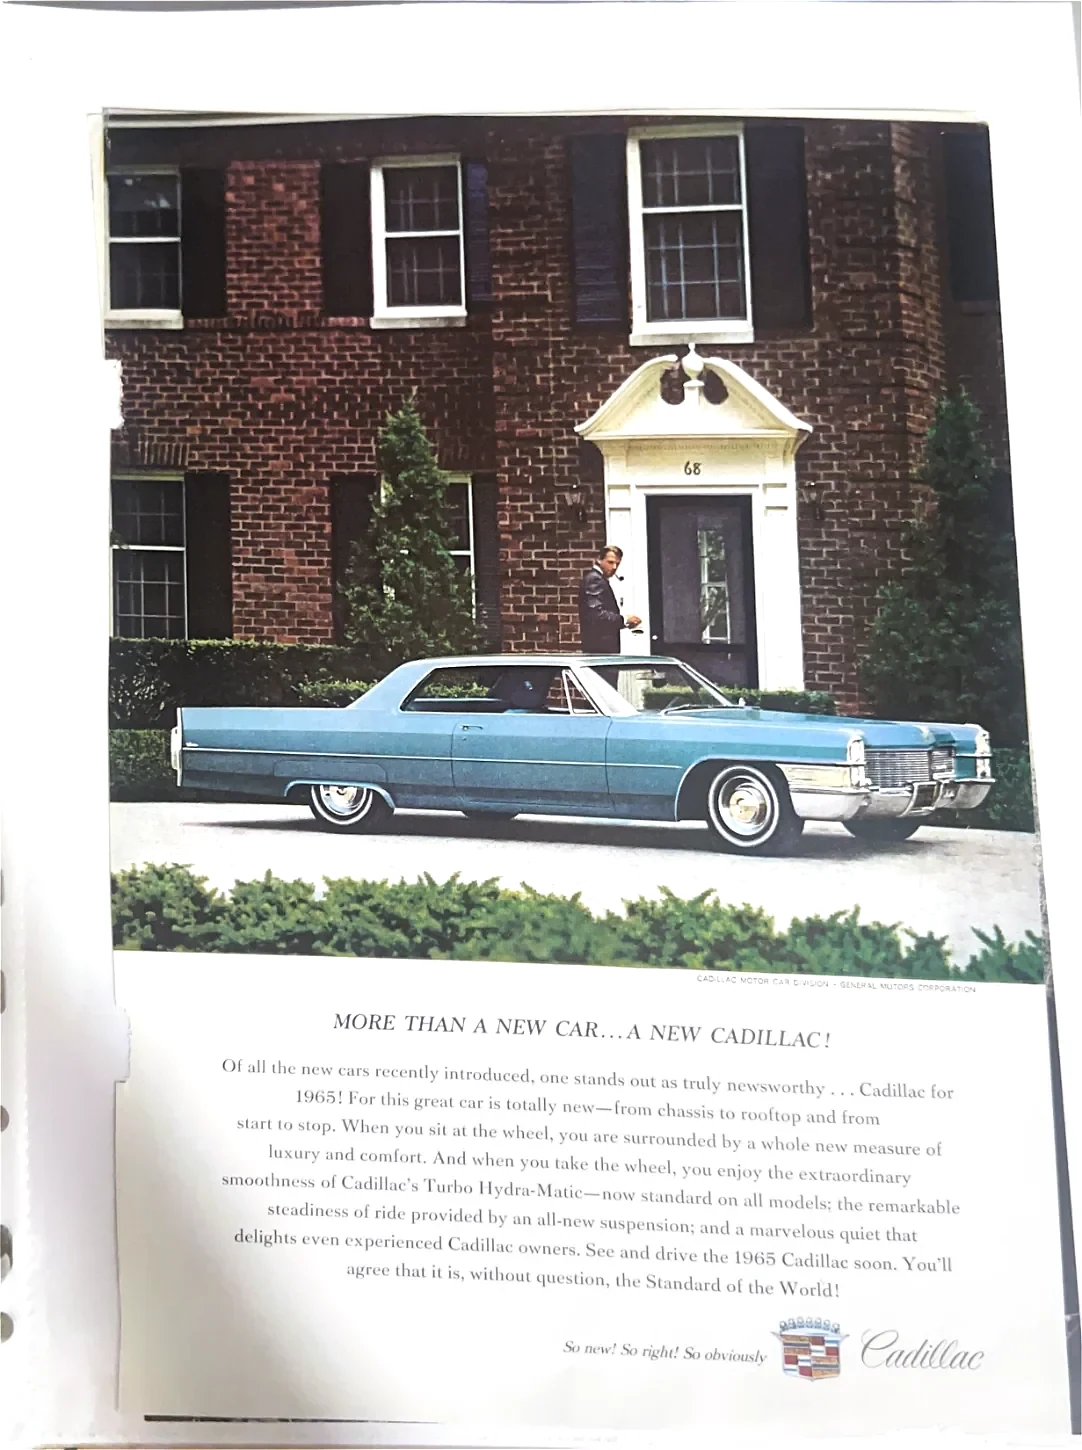 68
CADILLAC MOTOR CAR DIVISION - GENERAL MOTORS CORPORATION
MORE THAN A NEW CAR...A NEW CADILLAC!
Of all the new cars recently introduced, one stands out as truly newsworthy . . . Cadillac for
1965! For this great car is totally new—from chassis to rooftop and from
start to stop. When you sit at the wheel, you are surrounded by a whole new measure of
luxury and comfort. And when you take the wheel, you enjoy the extraordinary
smoothness of Cadillac's Turbo Hydra-Matic—now standard on all models; the remarkable
steadiness of ride provided by an all-new suspension; and a marvelous quiet that
delights even experienced Cadillac owners. See and drive the 1965 Cadillac soon. You'll
agree that it is, without question, the Standard of the World!
So new! So right! So obviously Cadillac